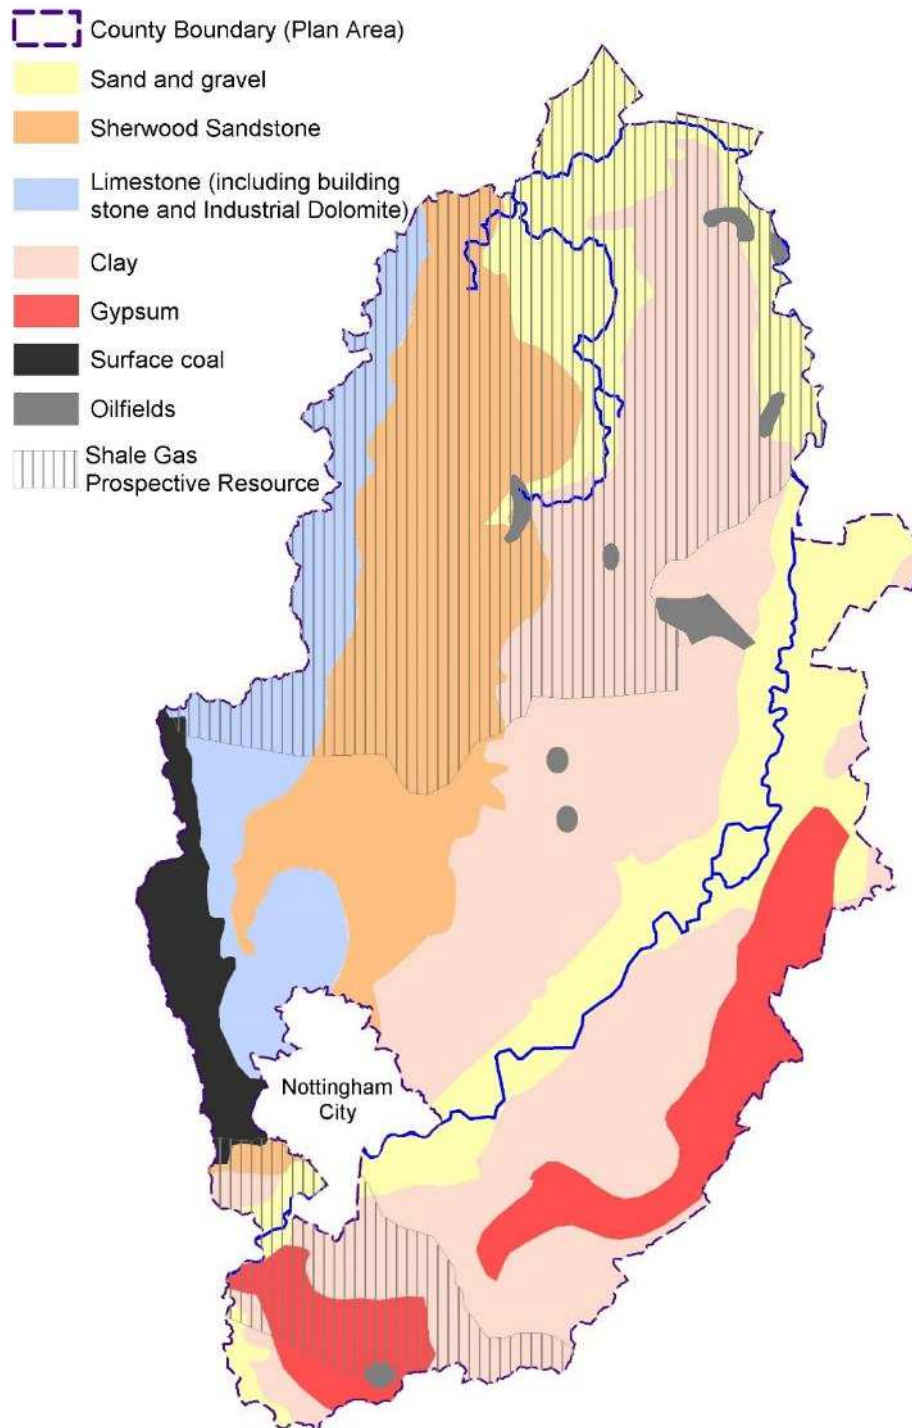 County Boundary (Plan Area)
Sand and gravel
Sherwood Sandstone
Limestone (including building
stone and Industrial Dolomite)
Clay
Gypsum
Surface coal
Oilfields
Shale Gas
Prospective Resource
Nottingham
City